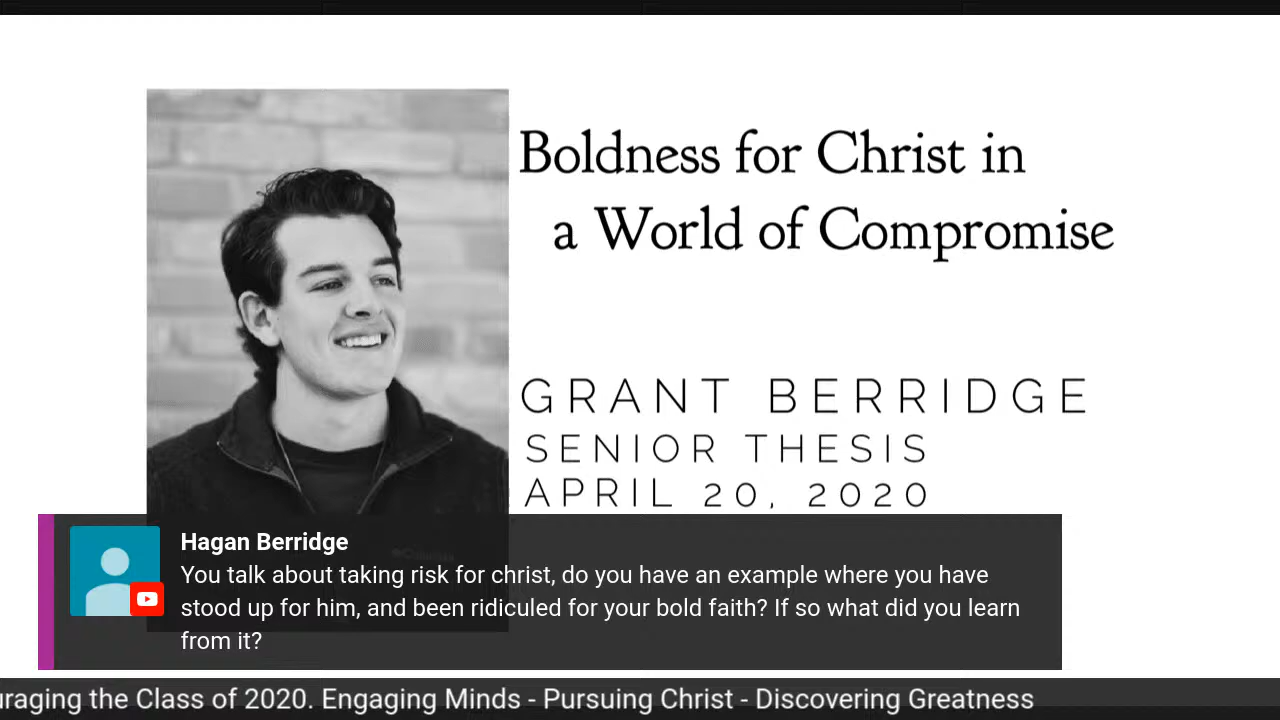 Boldness for Christ in
a World of Compromise
GRANT BERRIDGE
SENIOR THESIS
APRIL 20, 2020
Hagan Berridge
You talk about taking risk for christ, do you have an example where you have
stood up for him, and been ridiculed for your bold faith? If so what did you learn
from it?
the Class of 2020. Engaging Minds - Pursuing Christ - Discovering Greatness